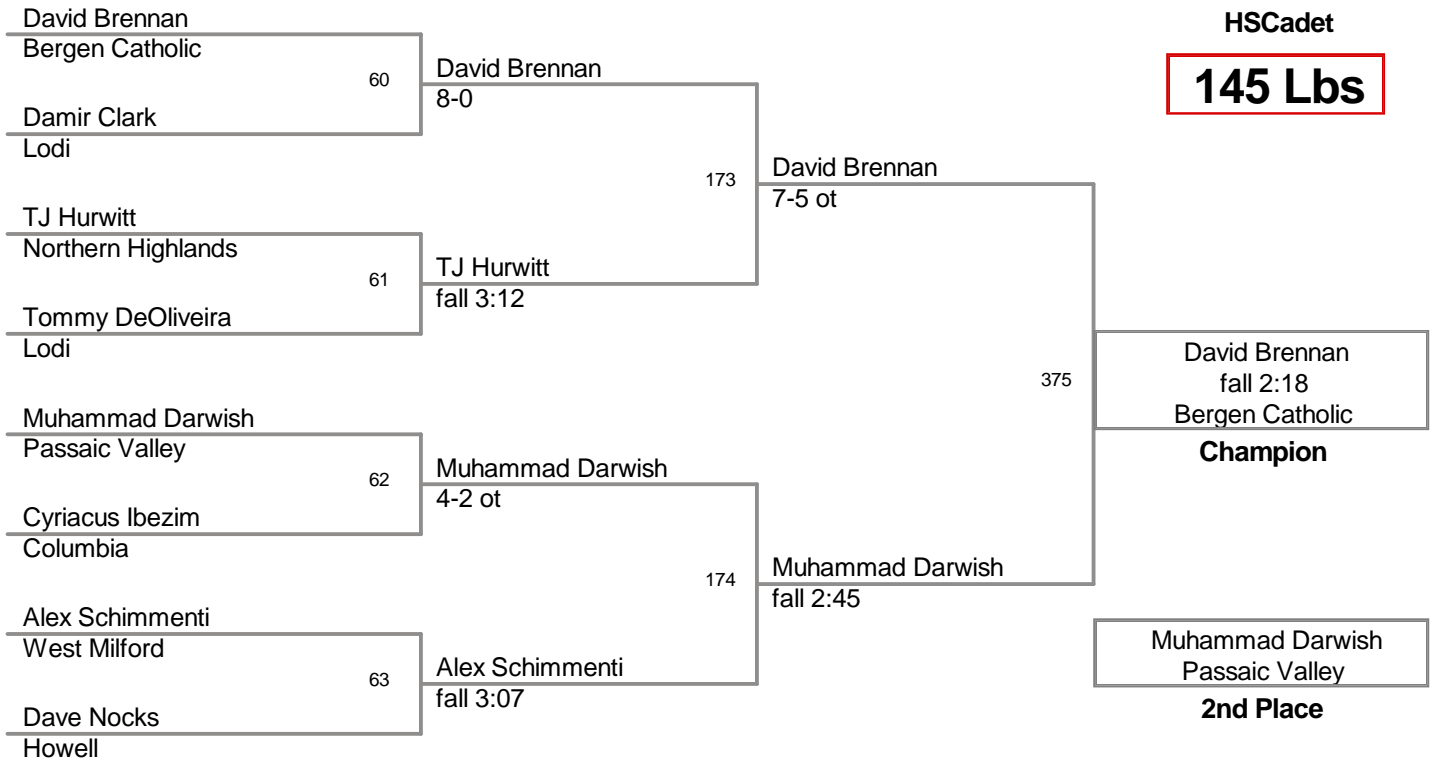 David Brennan
Bergen Catholic
60
Damir Clark
Lodi
TJ Hurwitt
Northern Highlands
61
Tommy DeOliveira
Lodi
Muhammad Darwish
Passaic Valley
62
Cyriacus Ibezim
Columbia
Alex Schimmenti
West Milford
63
Dave Nocks
Howell
David Brennan
8-0
173
TJ Hurwitt
fall 3:12
Muhammad Darwish
4-2 ot
174
Alex Schimmenti
fall 3:07
David Brennan
7-5 ot
375
Muhammad Darwish
fall 2:45
HSCadet
145 Lbs
David Brennan
fall 2:18
Bergen Catholic
Champion
Muhammad Darwish
Passaic Valley
2nd Place